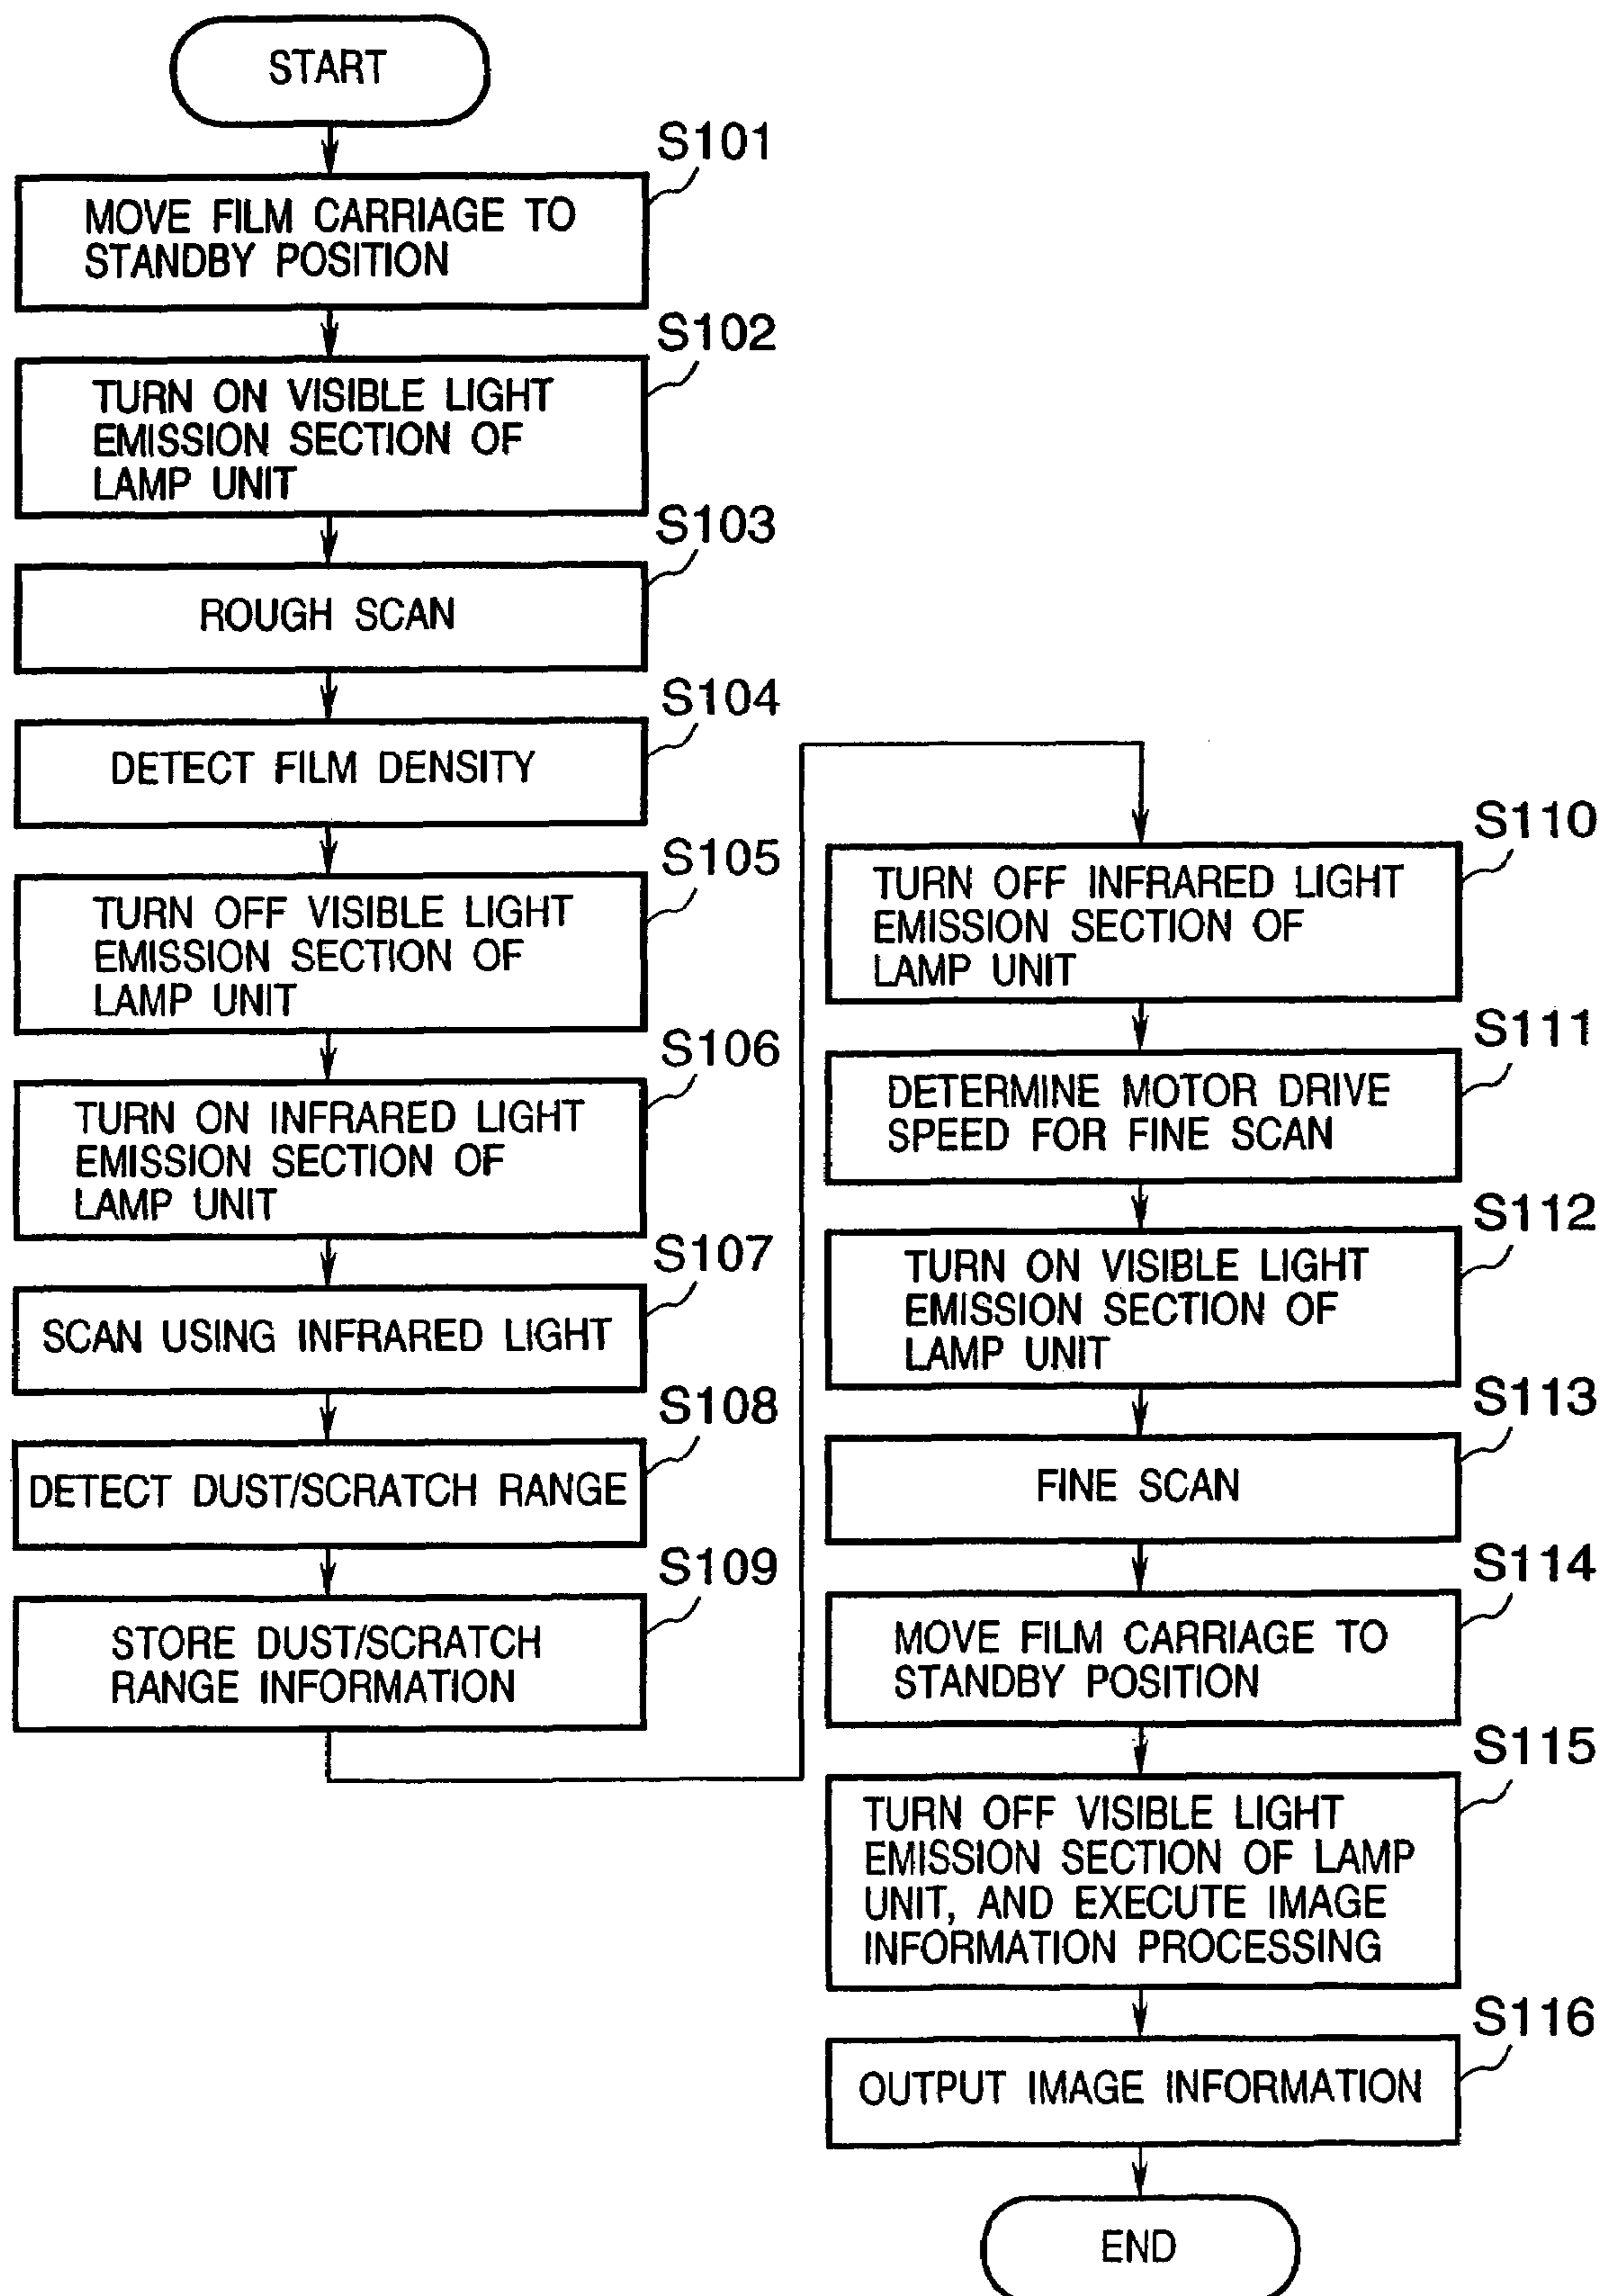 START
S101
MOVE FILM CARRIAGE TO
STANDBY POSITION
S102
TURN ON VISIBLE LIGHT
EMISSION SECTION OF
LAMP UNIT
S103
ROUGH SCAN
S104
DETECT FILM DENSITY
S105
TURN OFF VISIBLE LIGHT
EMISSION SECTION OF
LAMP UNIT
S106
TURN ON INFRARED LIGHT
EMISSION SECTION OF
LAMP UNIT
S107
SCAN USING INFRARED LIGHT
S108
DETECT DUST/SCRATCH RANGE
S109
STORE DUST/SCRATCH
RANGE INFORMATION
S110
TURN OFF INFRARED LIGHT
EMISSION SECTION OF
LAMP UNIT
S111
DETERMINE MOTOR DRIVE
SPEED FOR FINE SCAN
S112
TURN ON VISIBLE LIGHT
EMISSION SECTION OF
LAMP UNIT
S113
FINE SCAN
S114
MOVE FILM CARRIAGE TO
STANDBY POSITION
S115
TURN OFF VISIBLE LIGHT
EMISSION SECTION OF LAMP
UNIT, AND EXECUTE IMAGE
INFORMATION PROCESSING
S116
OUTPUT IMAGE INFORMATION
END